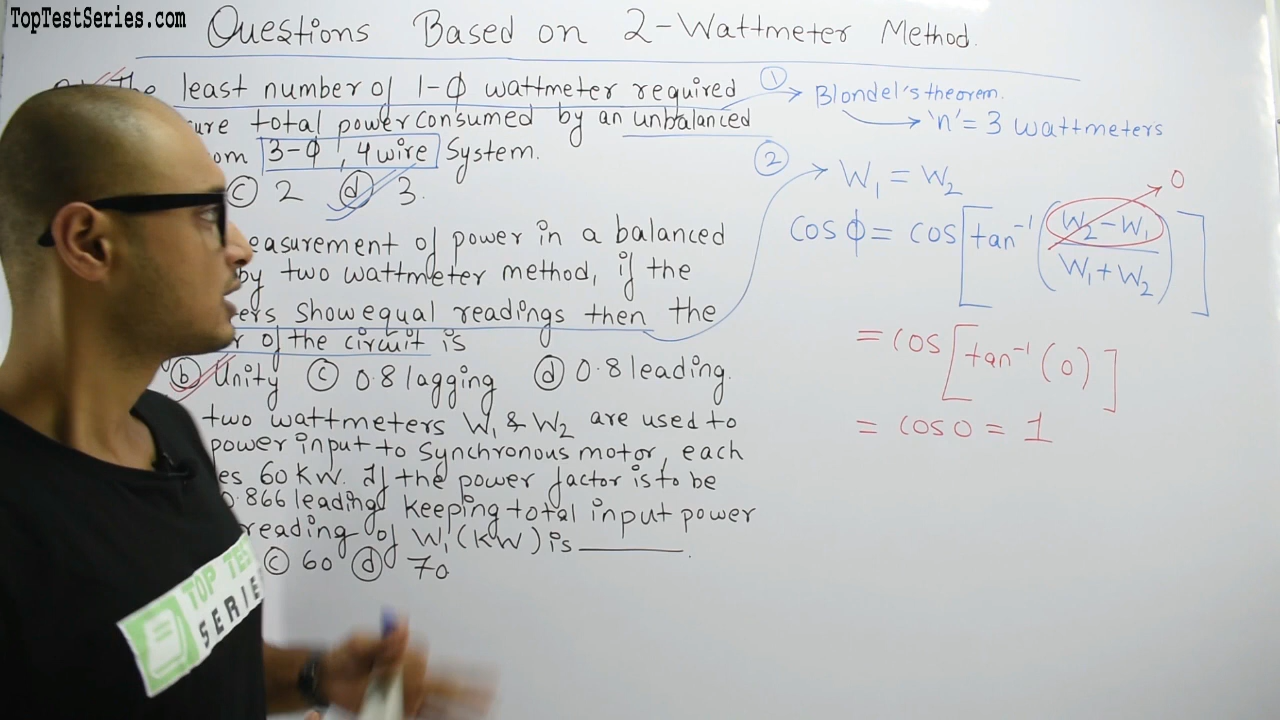 TopTestSeries.com
Questions Based on 2-Wattmeter Method.
The least number of 1-ϕ wattmeter required
ure total power consumed by an unbalanced
om 3-ϕ, 4 wire System.
ⓒ 2 ⓓ 3.
easurement of power in a balanced
by two wattmeter method, if the
ers show equal readings then the
r of the circuit is
ⓑ Unity ⓒ 0.8 lagging ⓓ 0.8 leading.
two wattmeters W₁ & W₂ are used to
power input to Synchronous motor, each
es 60 KW. If the power factor is to be
0.866 leading keeping total input power
reading of W₁ (KW) is ______.
ⓒ 60 ⓓ 70
① → Blondel's theorem.
→ 'n' = 3 wattmeters
② → W₁ = W₂
0
cos ϕ = cos [tan⁻¹ (W₂ - W₁ / W₁ + W₂)]
= cos [tan⁻¹ (0)]
= cos 0 = 1
TOP TES
SERIE